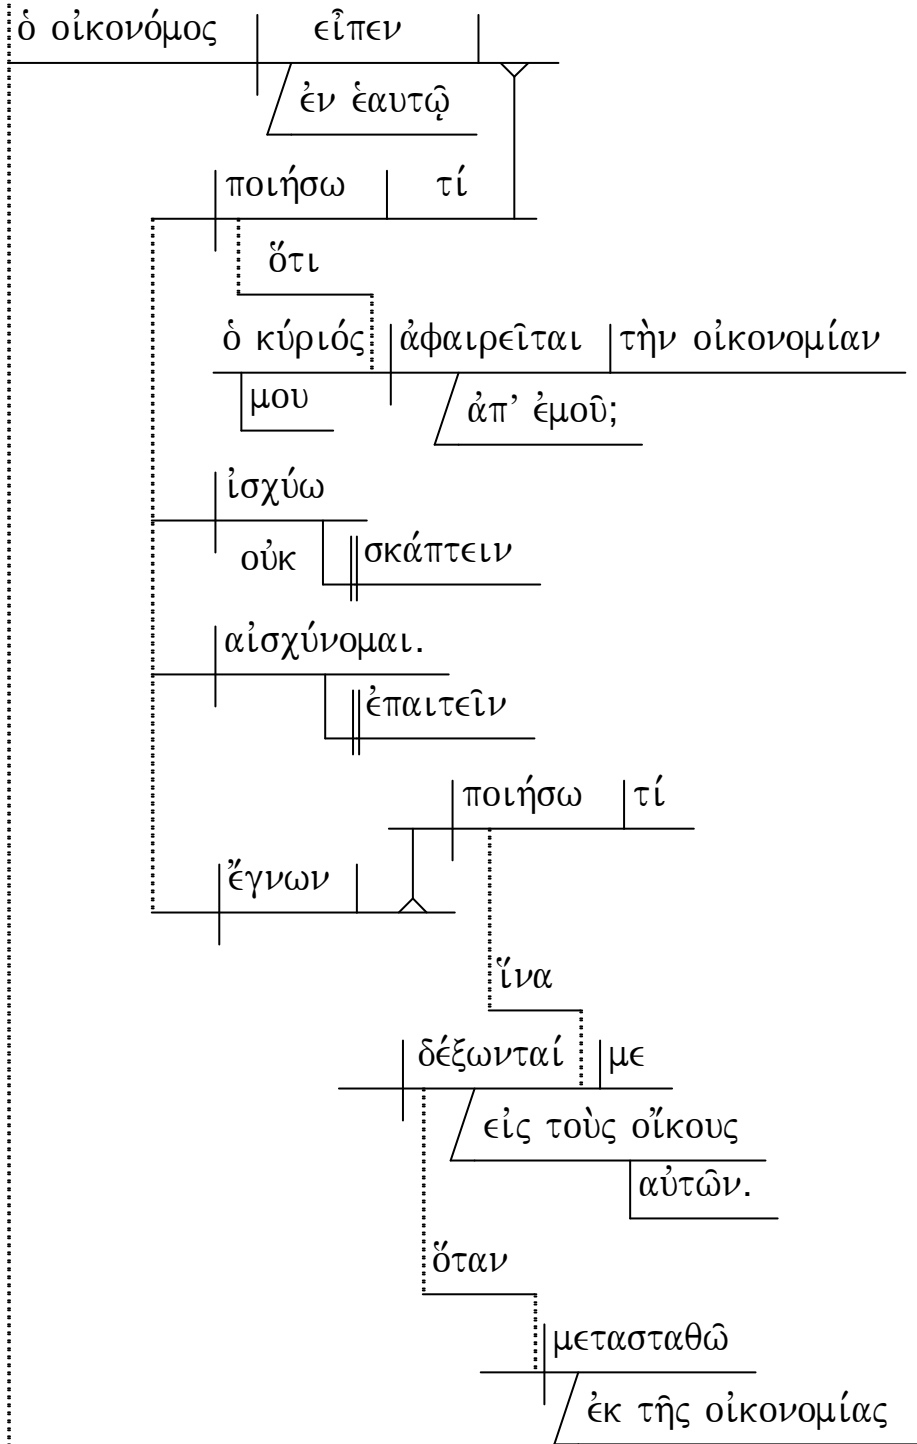 ὁ οἰκονόμος εἶπεν
ἐν ἑαυτῷ
ποιήσω τί
ὅτι
ὁ κύριός ἀφαιρεῖται τὴν οἰκονομίαν
μου ἀπ’ ἐμοῦ;
ἰσχύω
οὐκ σκάπτειν
αἰσχύνομαι.
ἐπαιτεῖν
ποιήσω τί
ἔγνων
ἵνα
δέξωνταί με
εἰς τοὺς οἴκους
αὐτῶν.
ὅταν
μετασταθῶ
ἐκ τῆς οἰκονομίας